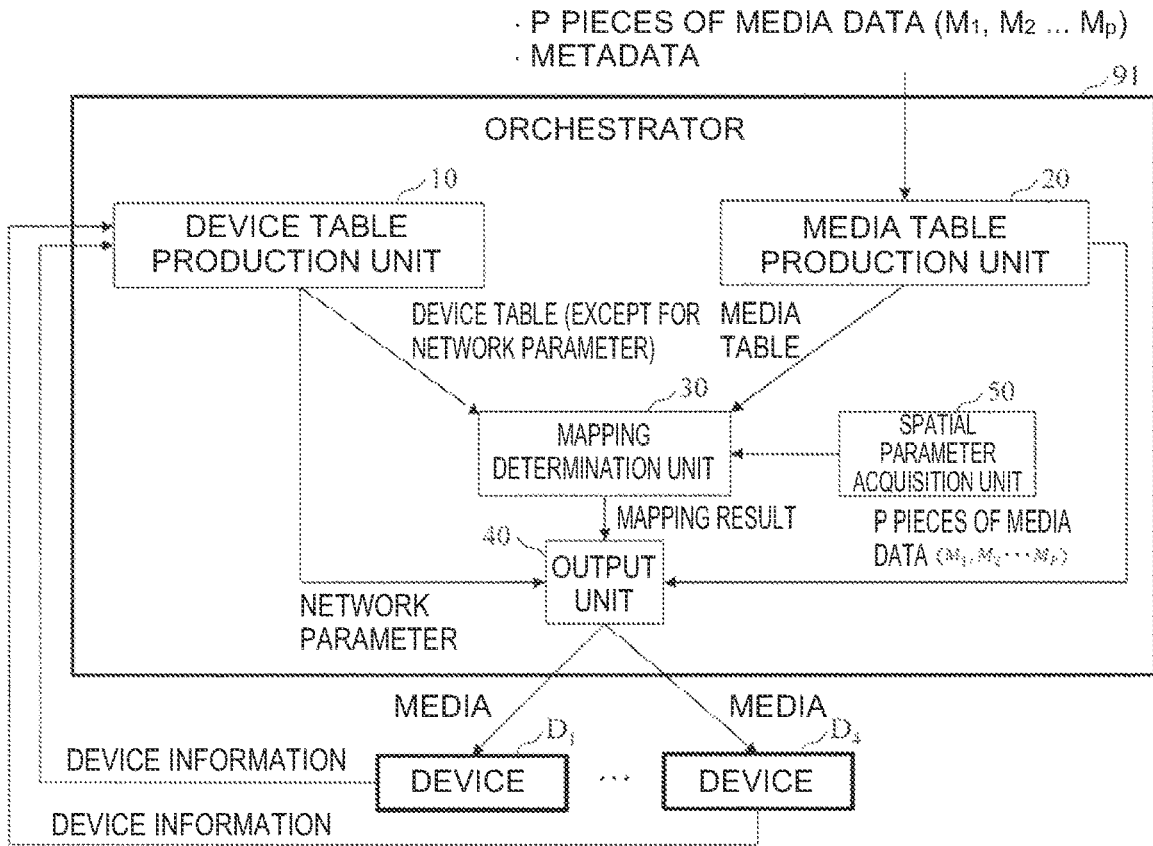 · P PIECES OF MEDIA DATA (M1, M2 ... Mp)
· METADATA
91
ORCHESTRATOR
10
DEVICE TABLE
PRODUCTION UNIT
20
MEDIA TABLE
PRODUCTION UNIT
DEVICE TABLE (EXCEPT FOR
NETWORK PARAMETER)
MEDIA
TABLE
30
MAPPING
DETERMINATION UNIT
50
SPATIAL
PARAMETER
ACQUISITION UNIT
MAPPING RESULT
P PIECES OF MEDIA
DATA (M1, M2 ··· MP)
40
OUTPUT
UNIT
NETWORK
PARAMETER
MEDIA
MEDIA
D1
DEVICE
...
D4
DEVICE
DEVICE INFORMATION
DEVICE INFORMATION